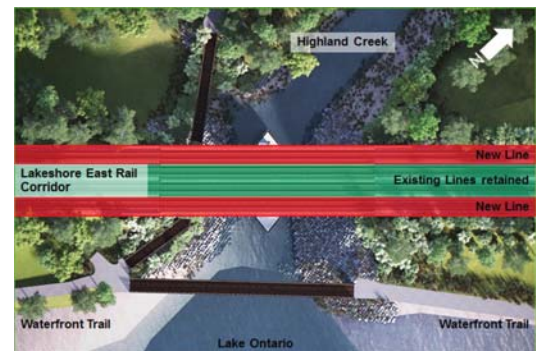 Highland Creek
N
New Line
Lakeshore East Rail
Corridor
Existing Lines retained
New Line
Waterfront Trail
Waterfront Trail
Lake Ontario